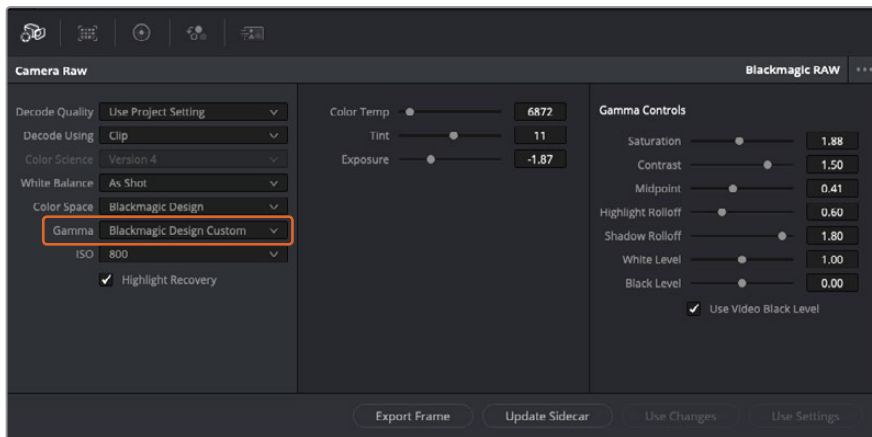 Camera Raw
Blackmagic RAW
Decode Quality Use Project Setting
Decode Using Clip
Color Science Version 4
White Balance As Shot
Color Space Blackmagic Design
Gamma Blackmagic Design Custom
ISO 800
Highlight Recovery
Color Temp 6872
Tint 11
Exposure -1.87
Gamma Controls
Saturation 1.88
Contrast 1.50
Midpoint 0.41
Highlight Rolloff 0.60
Shadow Rolloff 1.80
White Level 1.00
Black Level 0.00
Use Video Black Level
Export Frame
Update Sidecar
Use Changes
Use Settings